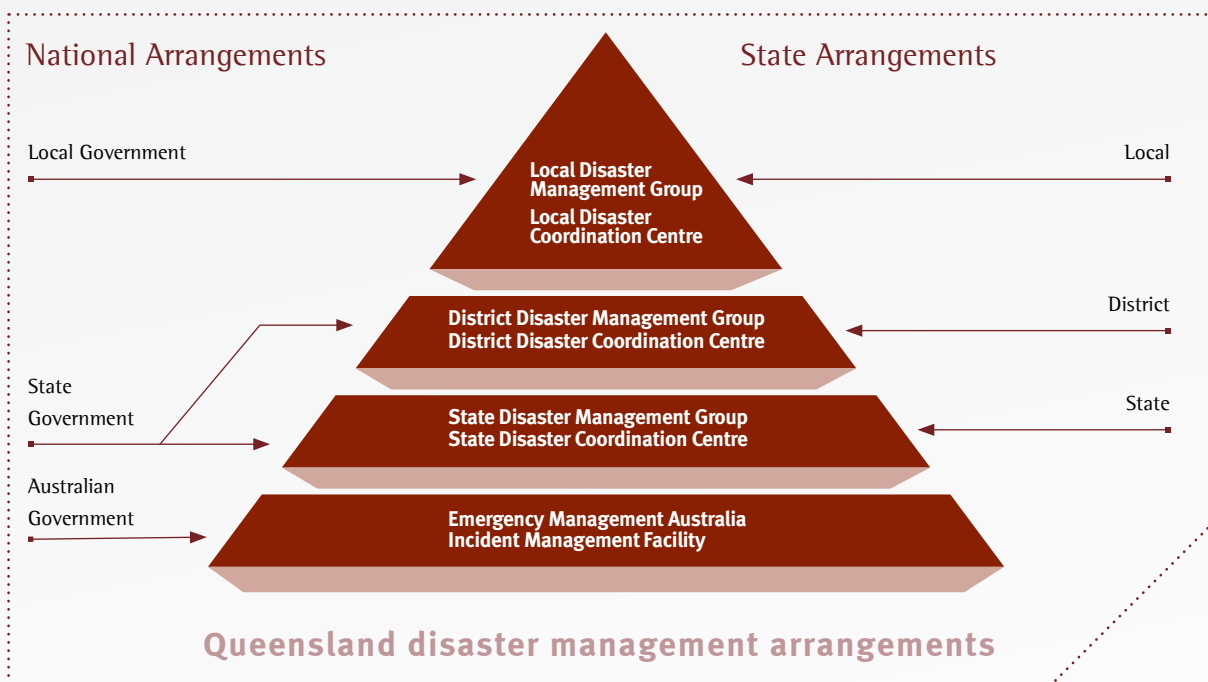 National Arrangements
State Arrangements
Local Government
Local
Local Disaster
Management Group
Local Disaster
Coordination Centre
District Disaster Management Group
District Disaster Coordination Centre
District
State
Government
State Disaster Management Group
State Disaster Coordination Centre
State
Australian
Government
Emergency Management Australia
Incident Management Facility
Queensland disaster management arrangements